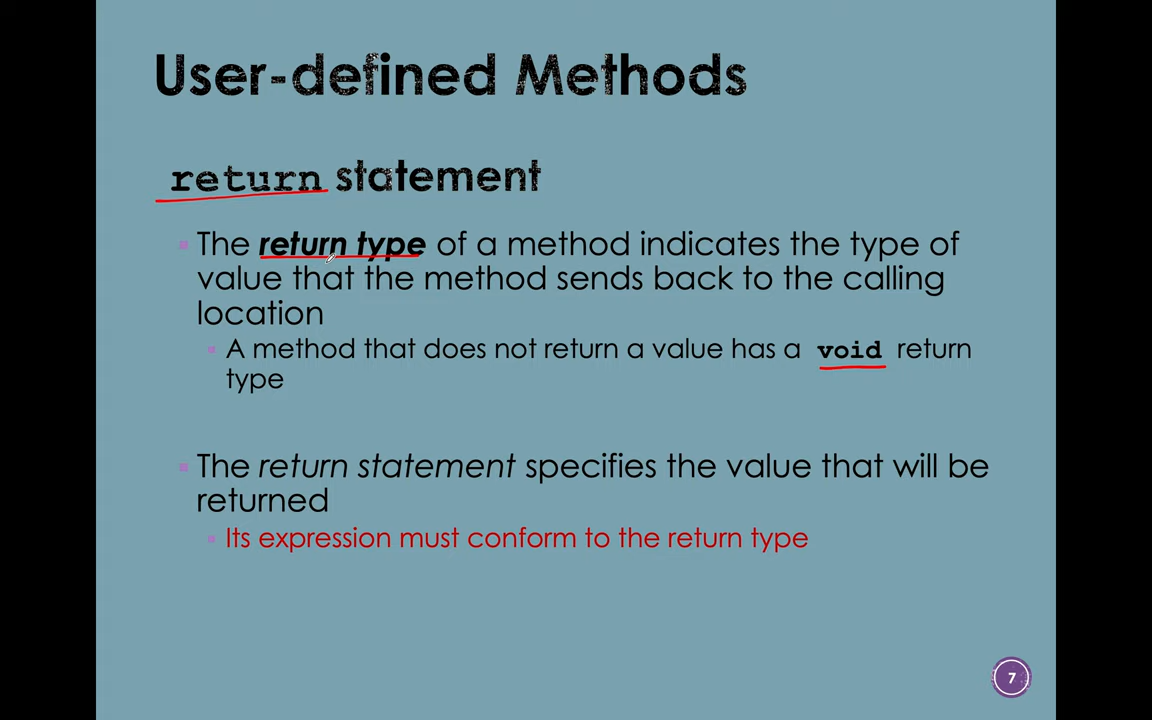 User-defined Methods
return statement
The return type of a method indicates the type of
value that the method sends back to the calling
location
A method that does not return a value has a void return
type
The return statement specifies the value that will be
returned
Its expression must conform to the return type
7